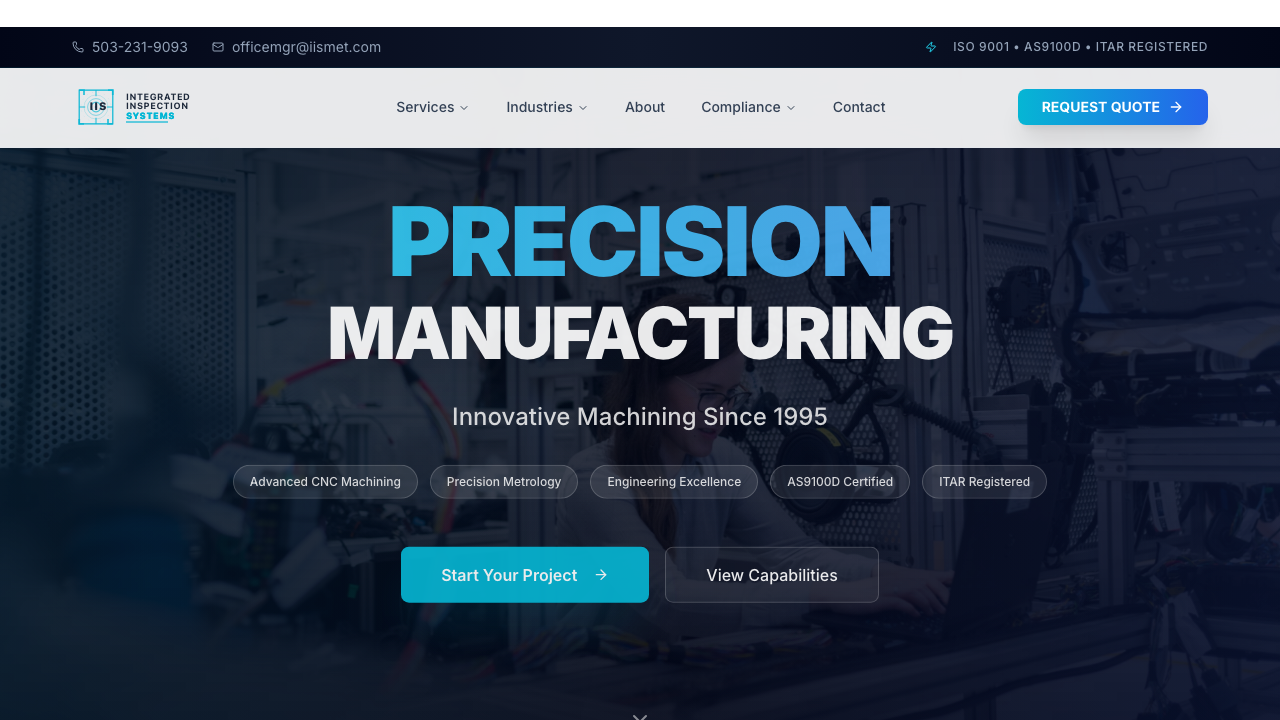 503-231-9093
officemgr@iismet.com
ISO 9001 • AS9100D • ITAR REGISTERED
IIS
INTEGRATED
INSPECTION
SYSTEMS
Services
Industries
About
Compliance
Contact
REQUEST QUOTE
PRECISION
MANUFACTURING
Innovative Machining Since 1995
Advanced CNC Machining
Precision Metrology
Engineering Excellence
AS9100D Certified
ITAR Registered
Start Your Project
View Capabilities